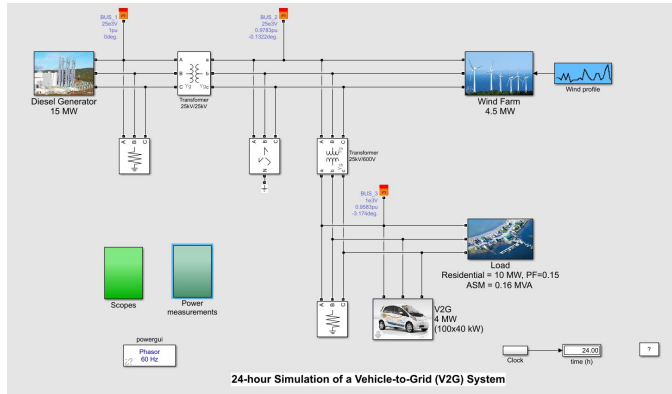 BUS_1
25e3V
1pu
0deg.
BUS_2
25e3V
0.9783pu
-0.1322deg.
A
B
C
A
B
C
a
b
c
Yg
Yg
Diesel Generator
15 MW
Transformer
25kV/25kV
Wind Farm
4.5 MW
Wind profile
A
B
C
A
B
C
N
A
B
C
a
b
c
Transformer
25kV/600V
BUS_3
1e3V
0.9583pu
-3.174deg.
Load
Residential = 10 MW, PF=0.15
ASM = 0.16 MVA
Scopes
Power
measurements
A
B
C
V2G
4 MW
(100x40 kW)
powergui
Phasor
60 Hz
Clock
24.00
time (h)
?
24-hour Simulation of a Vehicle-to-Grid (V2G) System